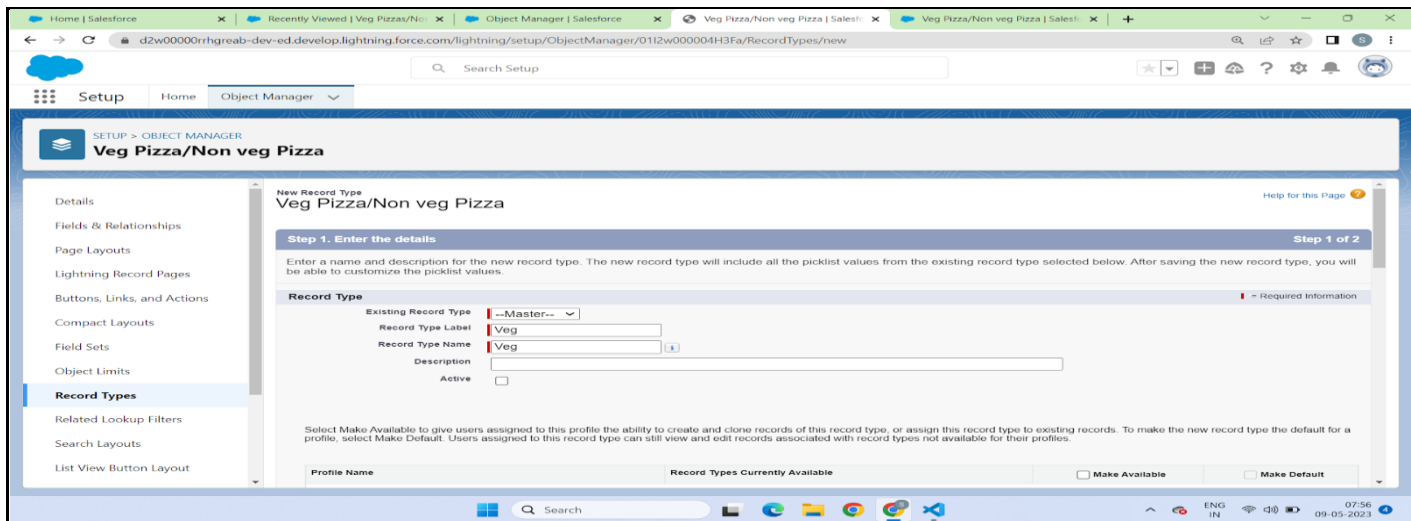 Home | Salesforce
Recently Viewed | Veg Pizzas/No
Object Manager | Salesforce
Veg Pizza/Non veg Pizza | Salesfo
Veg Pizza/Non veg Pizza | Salesfo
d2w00000rrhgreab-dev-ed.develop.lightning.force.com/lightning/setup/ObjectManager/01I2w000004H3Fa/RecordTypes/new
S
Search Setup
Setup
Home
Object Manager
SETUP > OBJECT MANAGER
Veg Pizza/Non veg Pizza
Details
Fields & Relationships
Page Layouts
Lightning Record Pages
Buttons, Links, and Actions
Compact Layouts
Field Sets
Object Limits
Record Types
Related Lookup Filters
Search Layouts
List View Button Layout
New Record Type
Veg Pizza/Non veg Pizza
Help for this Page
Step 1. Enter the details Step 1 of 2
Enter a name and description for the new record type. The new record type will include all the picklist values from the existing record type selected below. After saving the new record type, you will
be able to customize the picklist values.
Record Type = Required Information
Existing Record Type --Master--
Record Type Label Veg
Record Type Name Veg
Description
Active
Select Make Available to give users assigned to this profile the ability to create and clone records of this record type, or assign this record type to existing records. To make the new record type the default for a
profile, select Make Default. Users assigned to this record type can still view and edit records associated with record types not available for their profiles.
Profile Name Record Types Currently Available Make Available Make Default
Search
ENG
IN
07:56
09-05-2023
4